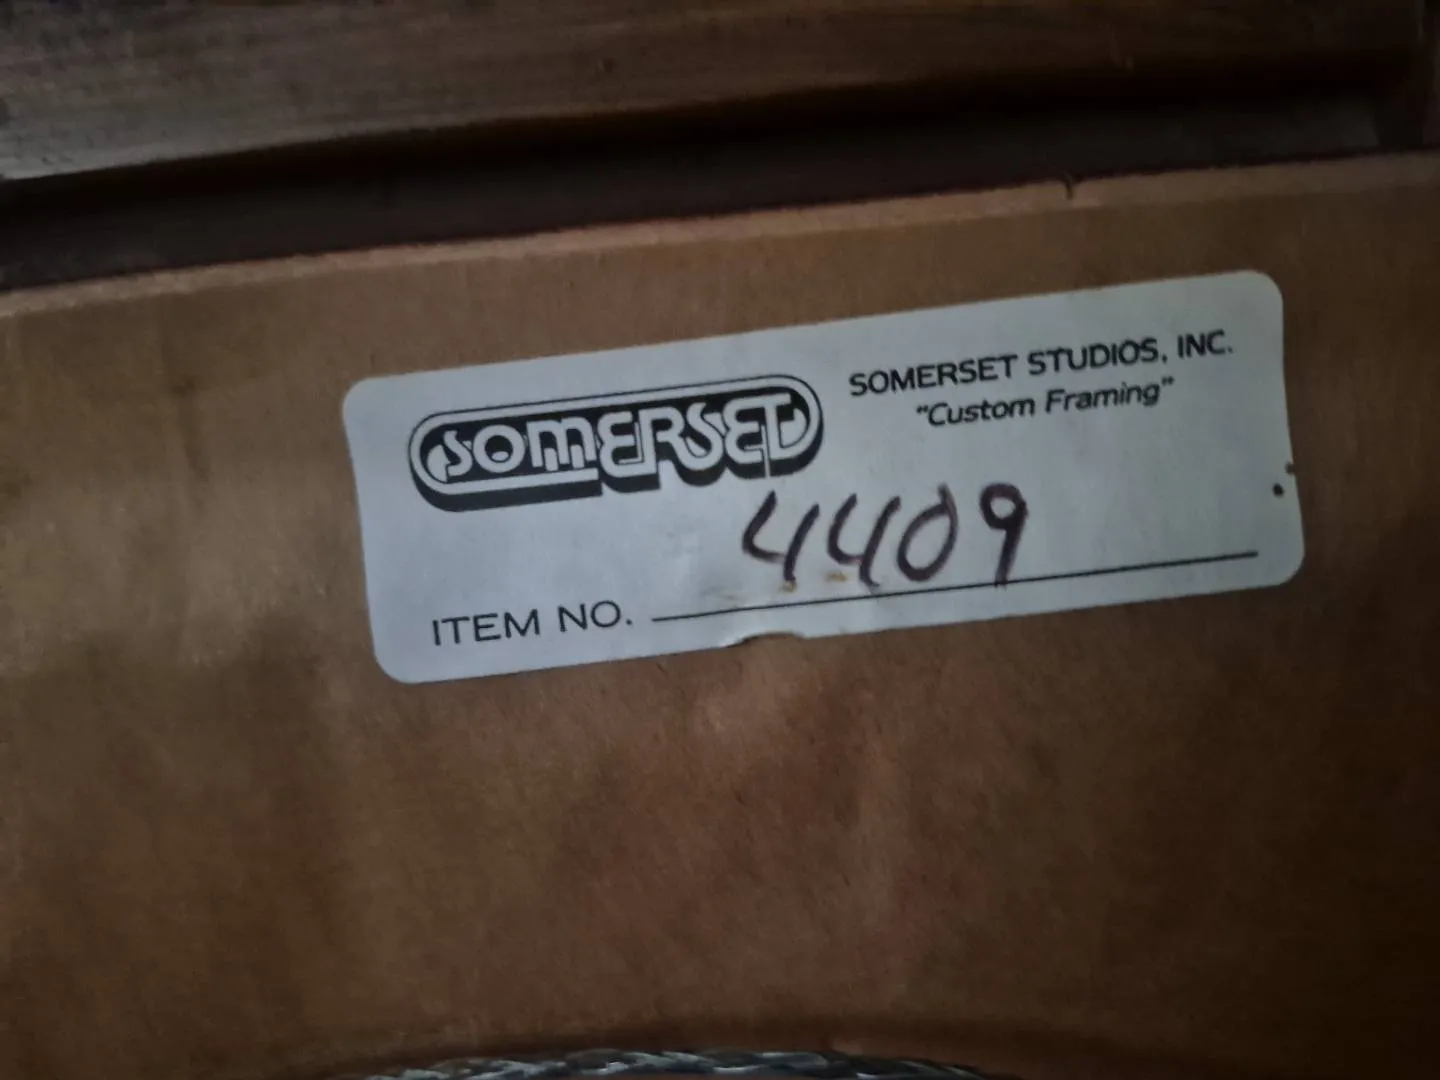 SOMERSET
SOMERSET STUDIOS, INC.
"Custom Framing"
4409
ITEM NO.